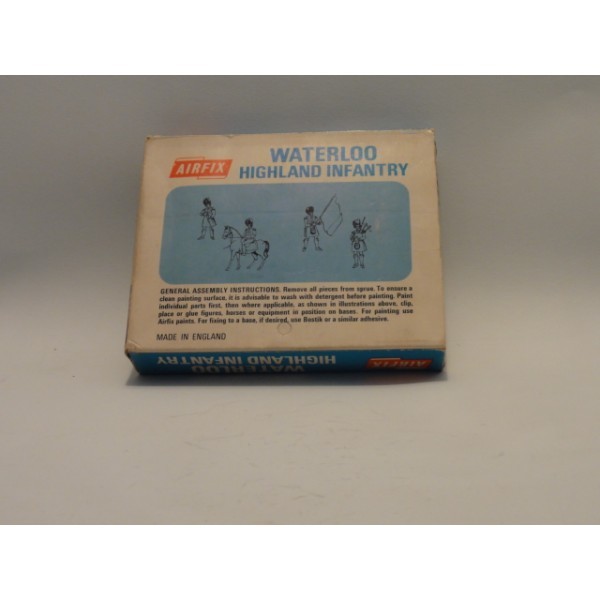 AIRFIX
WATERLOO
HIGHLAND INFANTRY
GENERAL ASSEMBLY INSTRUCTIONS. Remove all pieces from sprue. To ensure a
clean painting surface, it is advisable to wash with detergent before painting. Paint
individual parts first, then where applicable, as shown in illustrations above, clip,
place or glue figures, horses or equipment in position on bases. For painting use
Airfix paints. For fixing to a base, if desired, use Bostik or a similar adhesive.
MADE IN ENGLAND
WATERLOO
HIGHLAND INFANTRY
AIRFIX